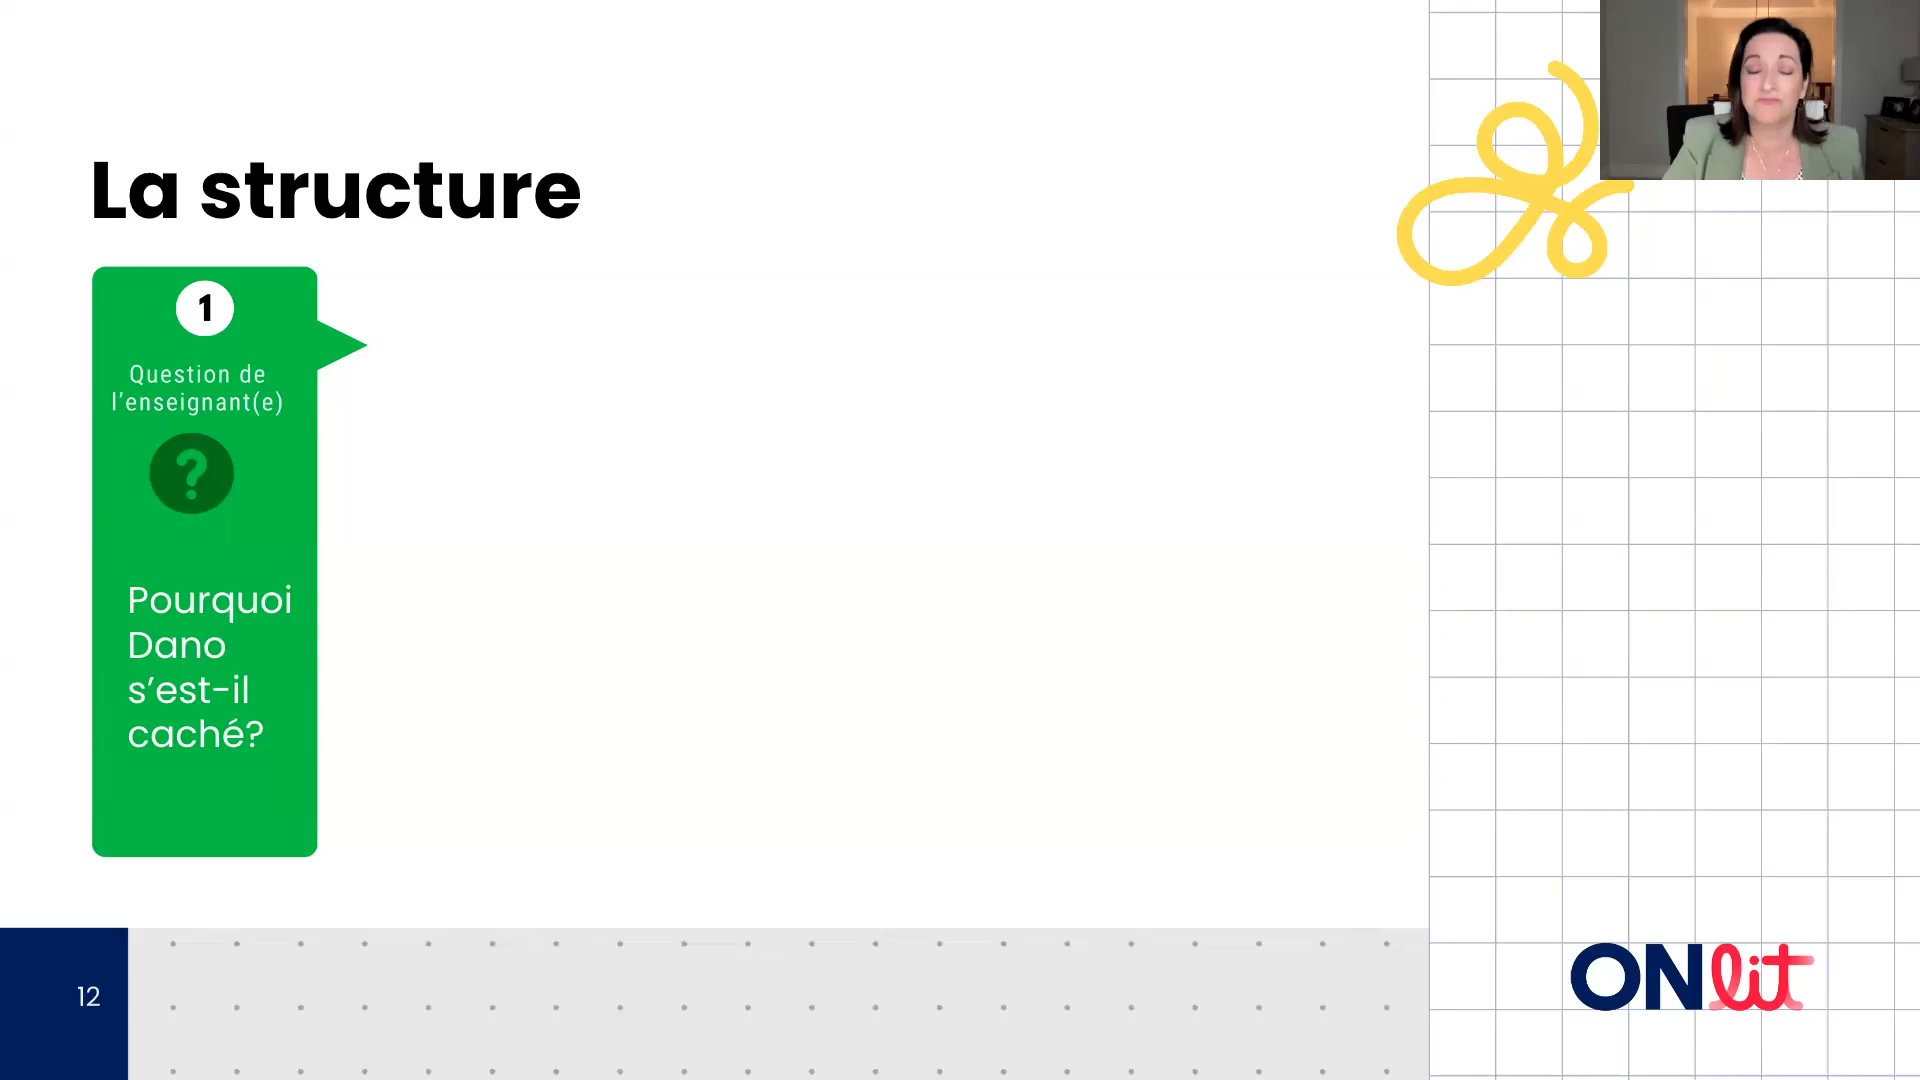 La structure
1
Question de
l’enseignant(e)
?
Pourquoi
Dano
s’est-il
caché?
12
ONlit